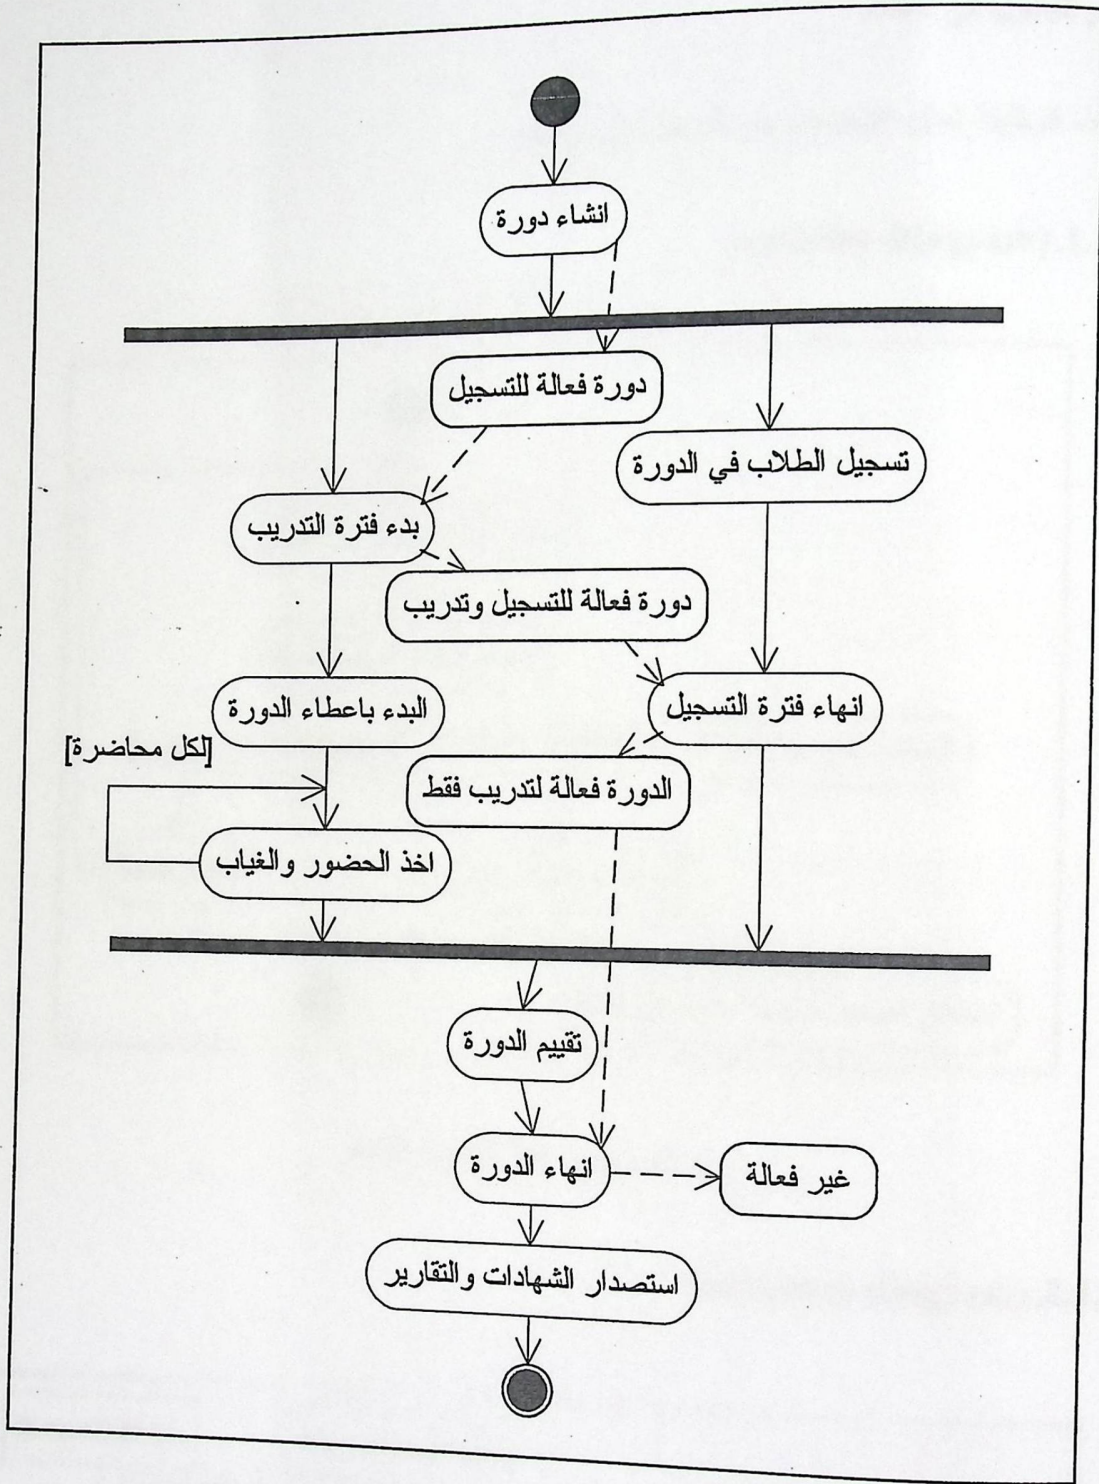 انشاء دورة
دورة فعالة للتسجيل
تسجيل الطلاب في الدورة
بدء فترة التدريب
دورة فعالة للتسجيل وتدريب
انهاء فترة التسجيل
البدء باعطاء الدورة
[لكل محاضرة]
الدورة فعالة لتدريب فقط
اخذ الحضور والغياب
تقييم الدورة
انهاء الدورة
غير فعالة
استصدار الشهادات والتقارير